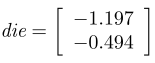 die = [ −1.197
−0.494 ]